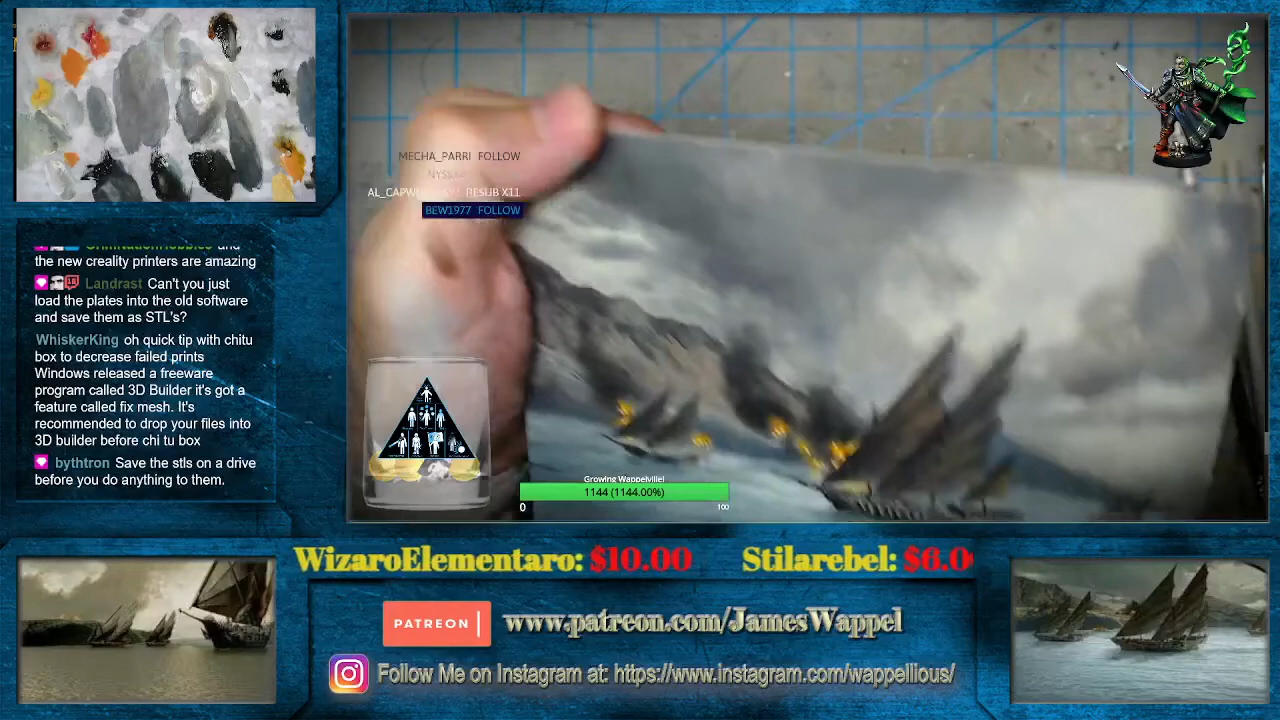 MECHA_PARRI FOLLOW
RESUB X11
BEW1977 FOLLOW
and
the new creality printers are amazing
Landrast Can't you just
load the plates into the old software
and save them as STL's?
WhiskerKing oh quick tip with chitu
box to decrease failed prints
Windows released a freeware
program called 3D Builder it's got a
feature called fix mesh. It's
recommended to drop your files into
3D builder before chi tu box
bythtron Save the stls on a drive
before you do anything to them.
Growing Wappelville!
1144 (1144.00%)
0
100
WizaroElementaro: $10.00 Stilarebel:
PATREON
www.patreon.com/JamesWappel
Follow Me on Instagram at: https://www.instagram.com/wappellious/